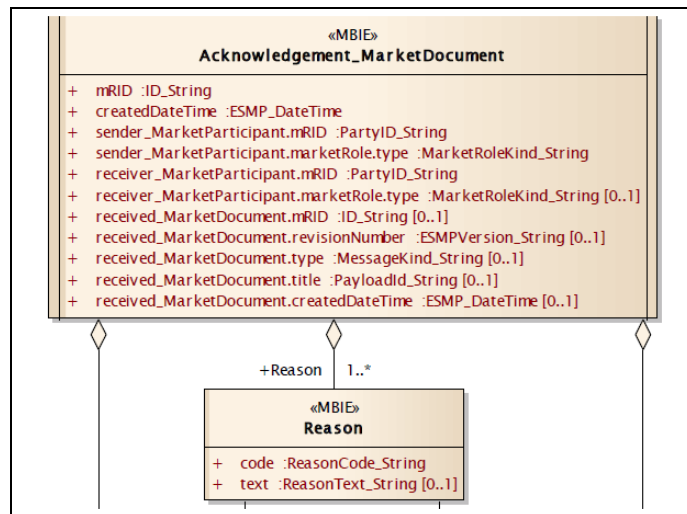 «MBIE»
Acknowledgement_MarketDocument
+ mRID :ID_String
+ createdDateTime :ESMP_DateTime
+ sender_MarketParticipant.mRID :PartyID_String
+ sender_MarketParticipant.marketRole.type :MarketRoleKind_String
+ receiver_MarketParticipant.mRID :PartyID_String
+ receiver_MarketParticipant.marketRole.type :MarketRoleKind_String [0..1]
+ received_MarketDocument.mRID :ID_String [0..1]
+ received_MarketDocument.revisionNumber :ESMPVersion_String [0..1]
+ received_MarketDocument.type :MessageKind_String [0..1]
+ received_MarketDocument.title :PayloadId_String [0..1]
+ received_MarketDocument.createdDateTime :ESMP_DateTime [0..1]
+Reason 1..*
«MBIE»
Reason
+ code :ReasonCode_String
+ text :ReasonText_String [0..1]